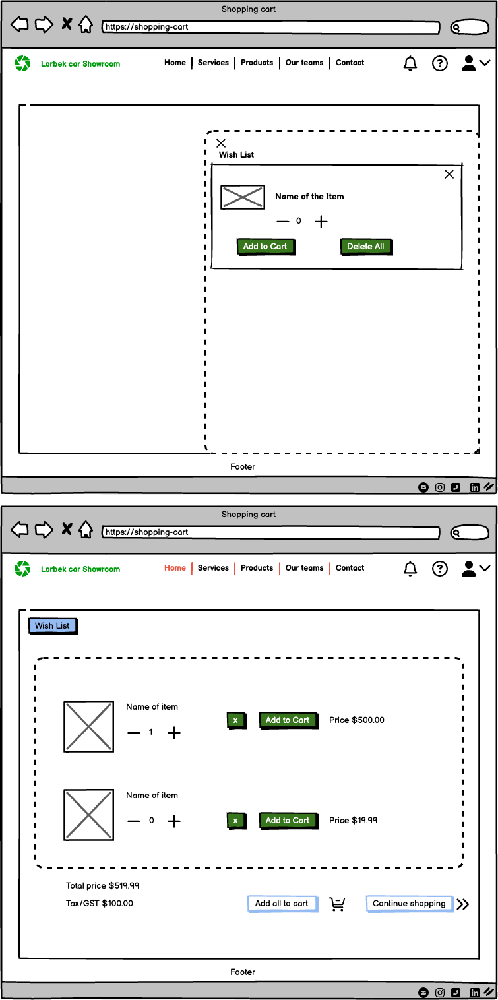 Shopping cart
https://shopping-cart
Lorbek car Showroom
Home Services Products Our teams Contact
?
Wish List
Name of the Item
0
Add to Cart Delete All
Footer
in
Shopping cart
https://shopping-cart
Lorbek car Showroom
Home Services Products Our teams Contact
?
Wish List
Name of item
x Add to Cart Price $500.00
1
Name of item
0
x Add to Cart Price $19.99
Total price $519.99
Tax/GST $100.00
Add all to cart Continue shopping
Footer
in